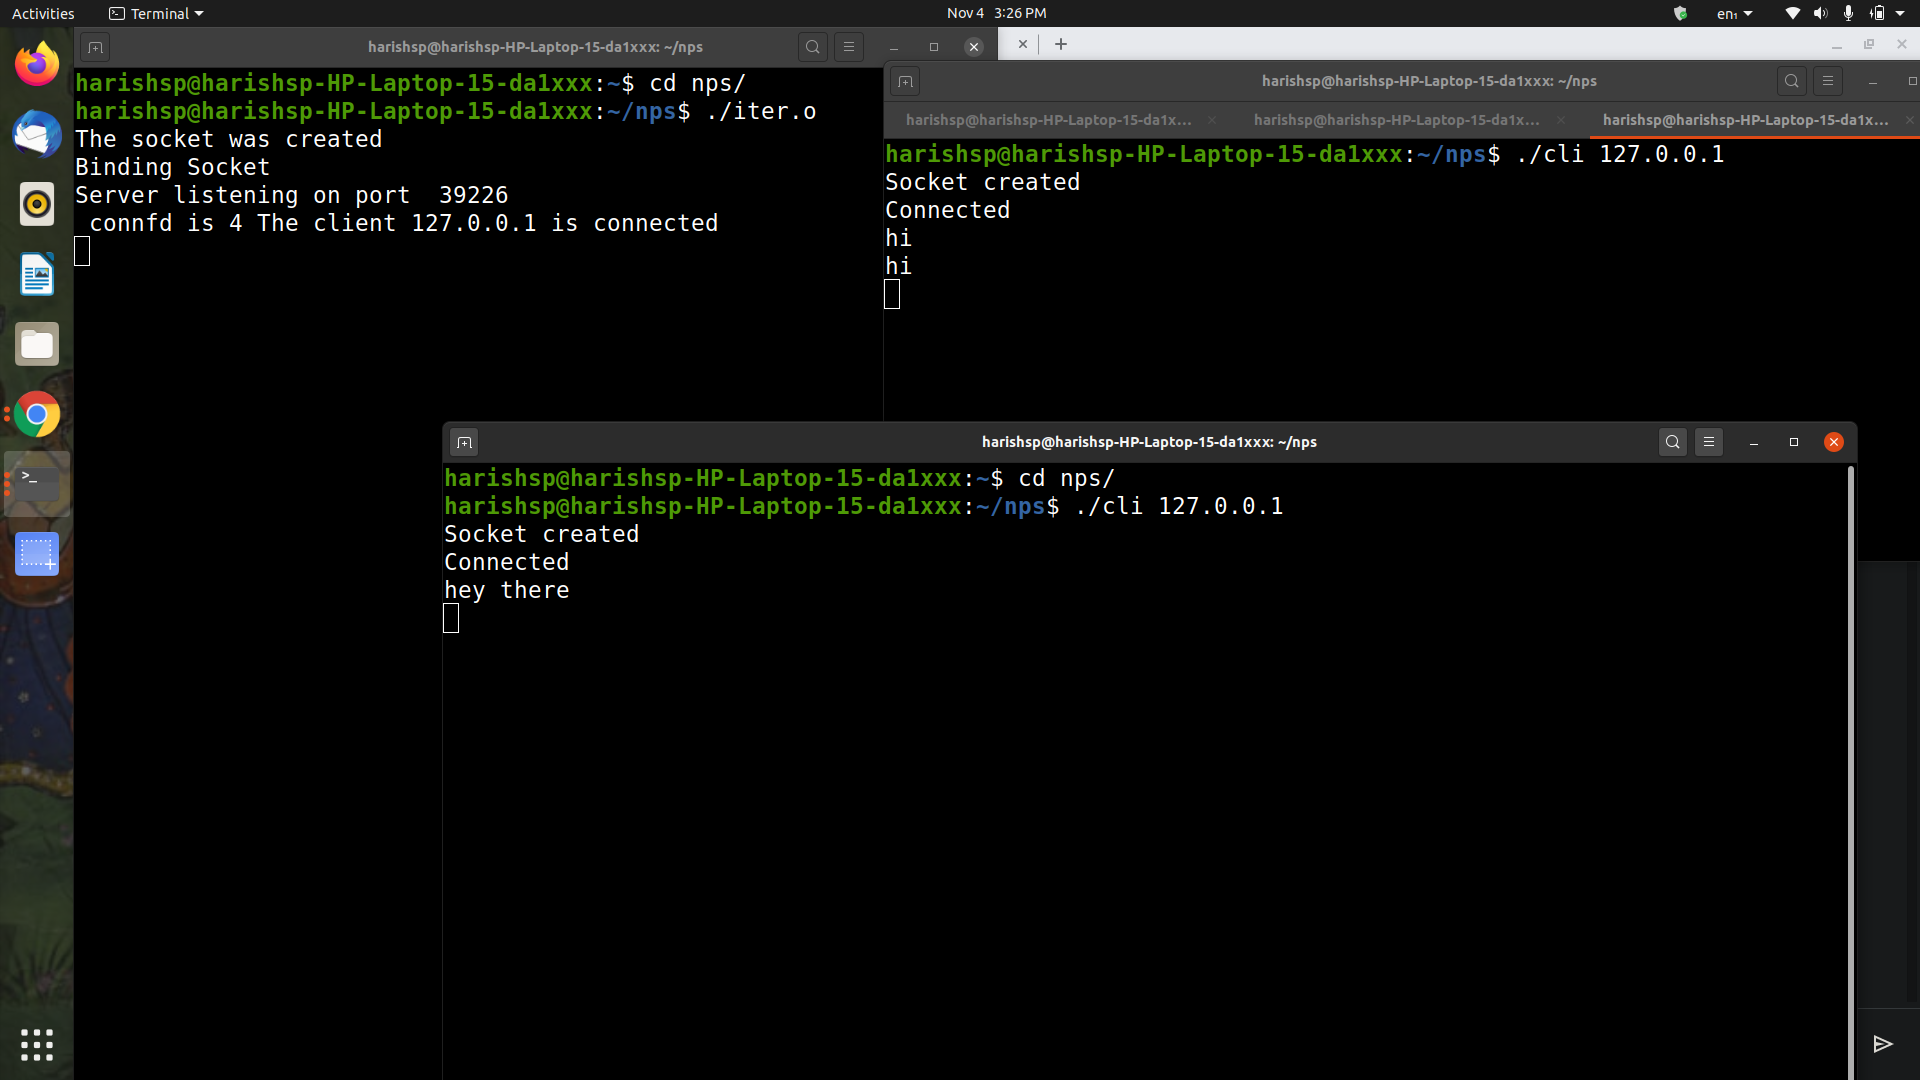 Activities
Terminal
Nov 4 3:26 PM
en₁
harishsp@harishsp-HP-Laptop-15-da1xxx: ~/nps
harishsp@harishsp-HP-Laptop-15-da1xxx:~$ cd nps/
harishsp@harishsp-HP-Laptop-15-da1xxx:~/nps$ ./iter.o
The socket was created
Binding Socket
Server listening on port  39226
 connfd is 4 The client 127.0.0.1 is connected
harishsp@harishsp-HP-Laptop-15-da1xxx: ~/nps
harishsp@harishsp-HP-Laptop-15-da1x...
harishsp@harishsp-HP-Laptop-15-da1x...
harishsp@harishsp-HP-Laptop-15-da1x...
harishsp@harishsp-HP-Laptop-15-da1xxx:~/nps$ ./cli 127.0.0.1
Socket created
Connected
hi
hi
harishsp@harishsp-HP-Laptop-15-da1xxx: ~/nps
harishsp@harishsp-HP-Laptop-15-da1xxx:~$ cd nps/
harishsp@harishsp-HP-Laptop-15-da1xxx:~/nps$ ./cli 127.0.0.1
Socket created
Connected
hey there